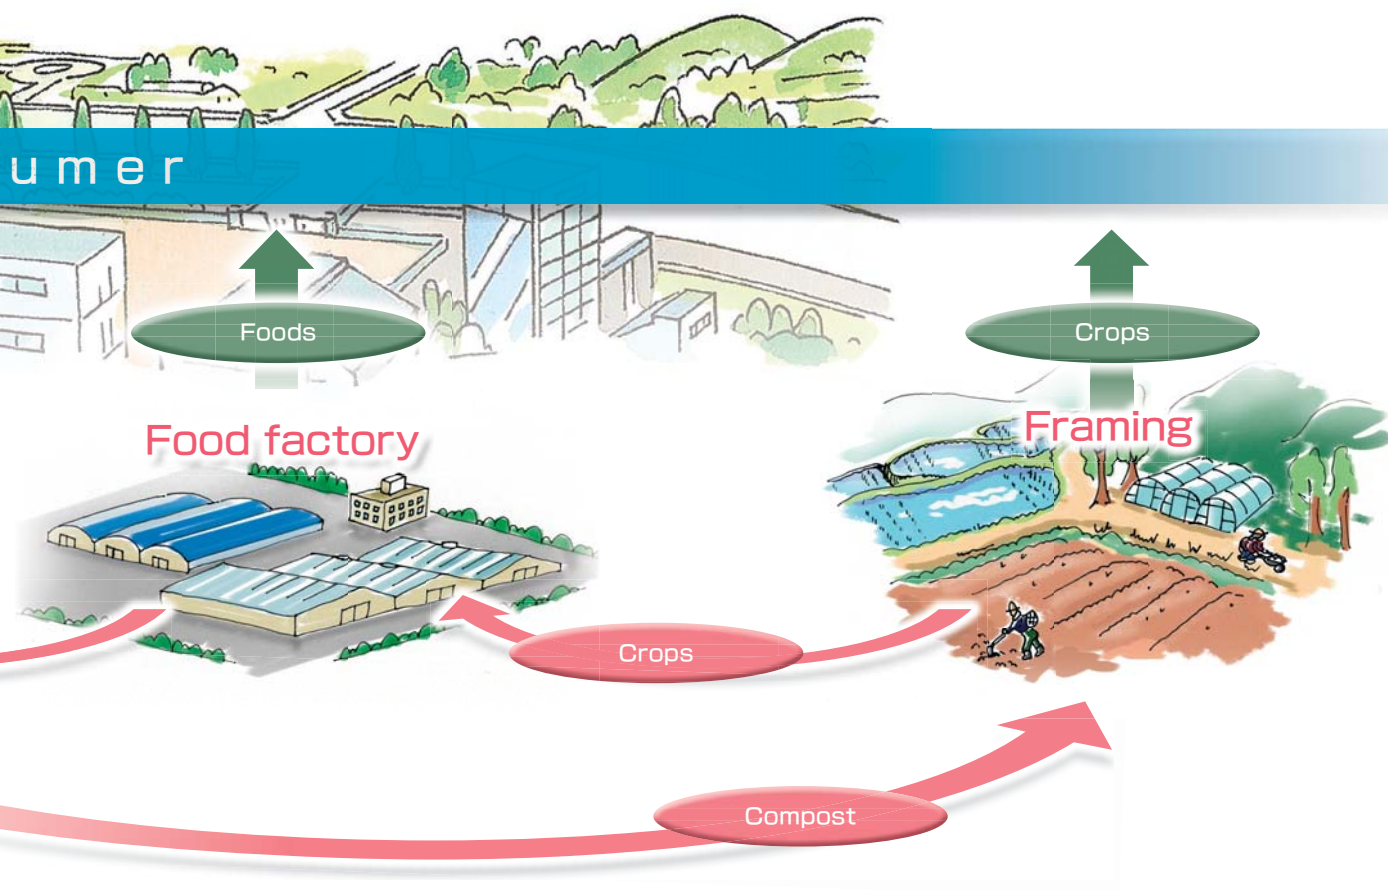 umer
Foods
Crops
Food factory
Framing
Crops
Compost